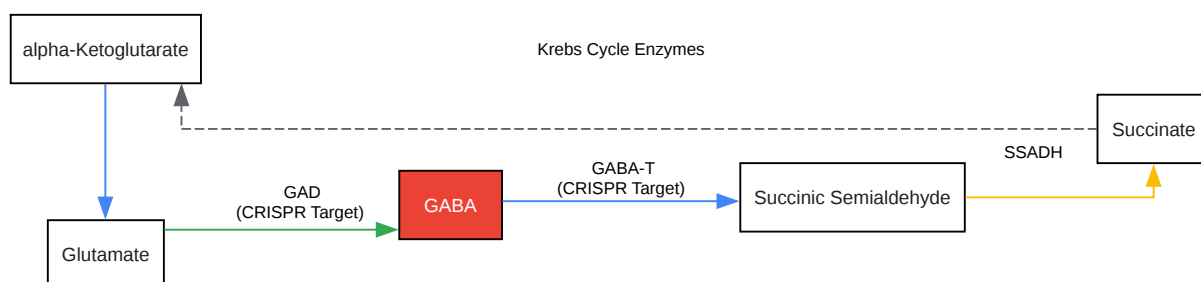 alpha-Ketoglutarate
Krebs Cycle Enzymes
Succinate
SSADH
GABA-T
(CRISPR Target)
Succinic Semialdehyde
GAD
(CRISPR Target)
GABA
Glutamate